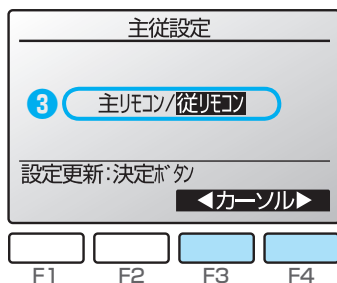 主従設定
3 主リモコン/従リモコン
設定更新:決定ボタン
◀カーソル▶
F1 F2 F3 F4